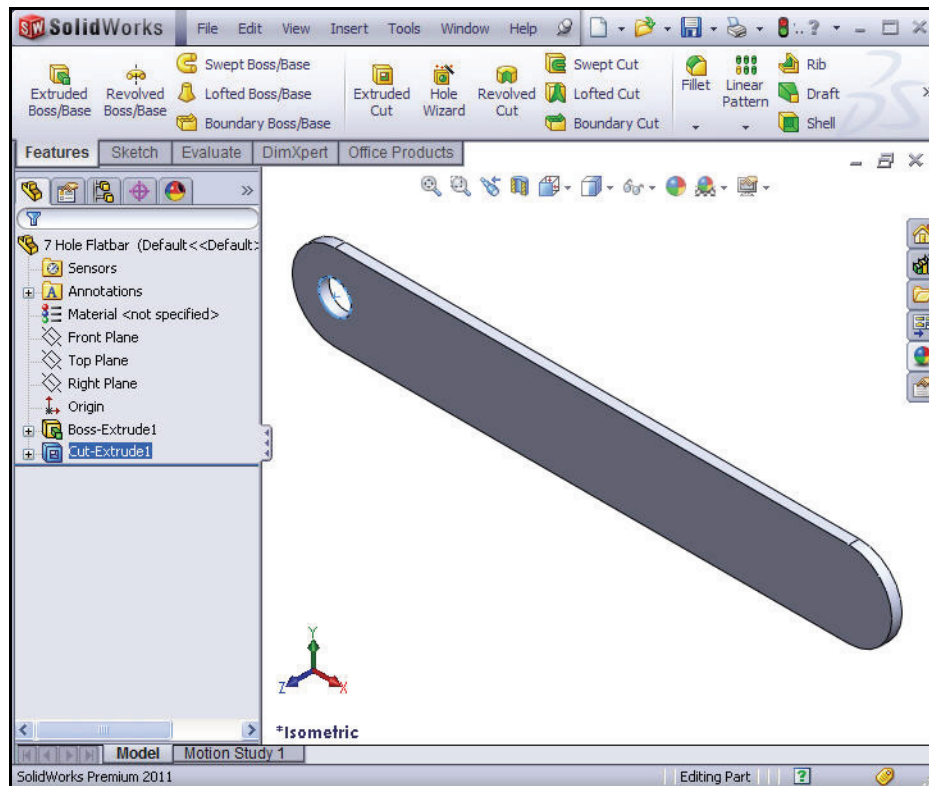 SolidWorks File Edit View Insert Tools Window Help
Extruded Boss/Base
Revolved Boss/Base
Swept Boss/Base
Lofted Boss/Base
Boundary Boss/Base
Extruded Cut
Hole Wizard
Revolved Cut
Swept Cut
Lofted Cut
Boundary Cut
Fillet
Linear Pattern
Rib
Draft
Shell
Features Sketch Evaluate DimXpert Office Products
7 Hole Flatbar (Default<<Default>
Sensors
A Annotations
Material <not specified>
Front Plane
Top Plane
Right Plane
Origin
Boss-Extrude1
Cut-Extrude1
Y
Z X
*Isometric
Model Motion Study 1
SolidWorks Premium 2011 Editing Part ?